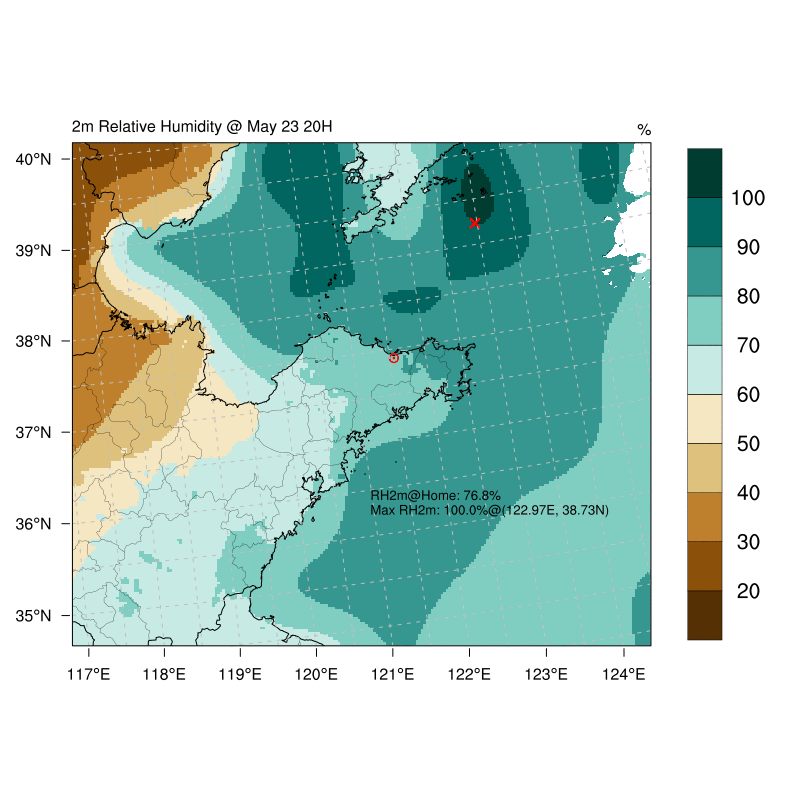 2m Relative Humidity @ May 23 20H
%
40°N
39°N
38°N
37°N
36°N
35°N
117°E 118°E 119°E 120°E 121°E 122°E 123°E 124°E
RH2m@Home: 76.8%
Max RH2m: 100.0%@(122.97E, 38.73N)
100
90
80
70
60
50
40
30
20